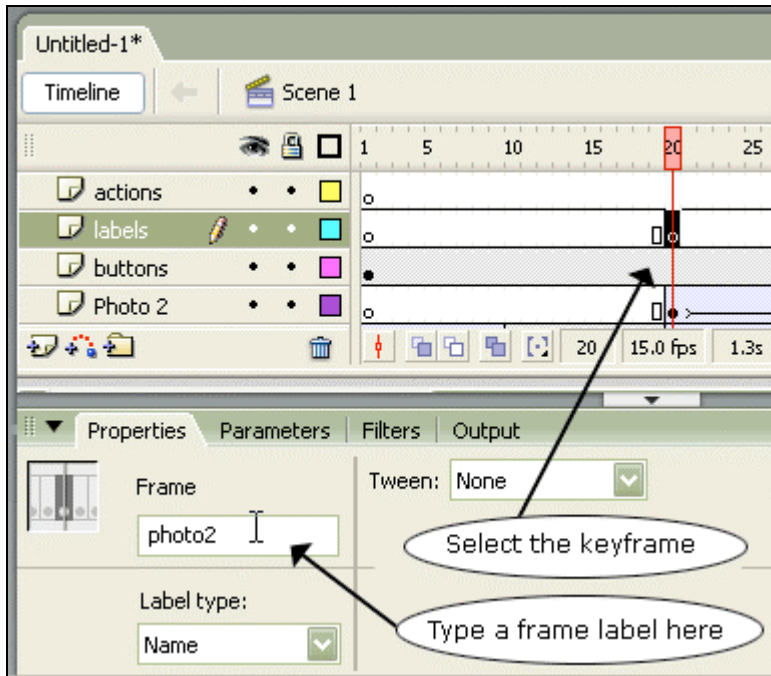 Untitled-1*
Timeline
Scene 1
1 5 10 15 20 25
actions
labels
buttons
Photo 2
20 15.0 fps 1.3s
Properties Parameters Filters Output
Frame
Tween: None
photo2
Select the keyframe
Label type:
Type a frame label here
Name